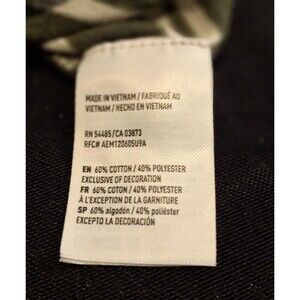 MADE IN VIETNAM / FABRIQUÉ AU
VIETNAM / HECHO EN VIETNAM
RN 54485/CA 03873
RFC# AEM120605U9A
EN 60% COTTON / 40% POLYESTER
EXCLUSIVE OF DECORATION
FR 60% COTON / 40% POLYESTER
À L'EXCEPTION DE LA GARNITURE
SP 60% algodón / 40% poliéster
EXCEPTO LA DECORACIÓN